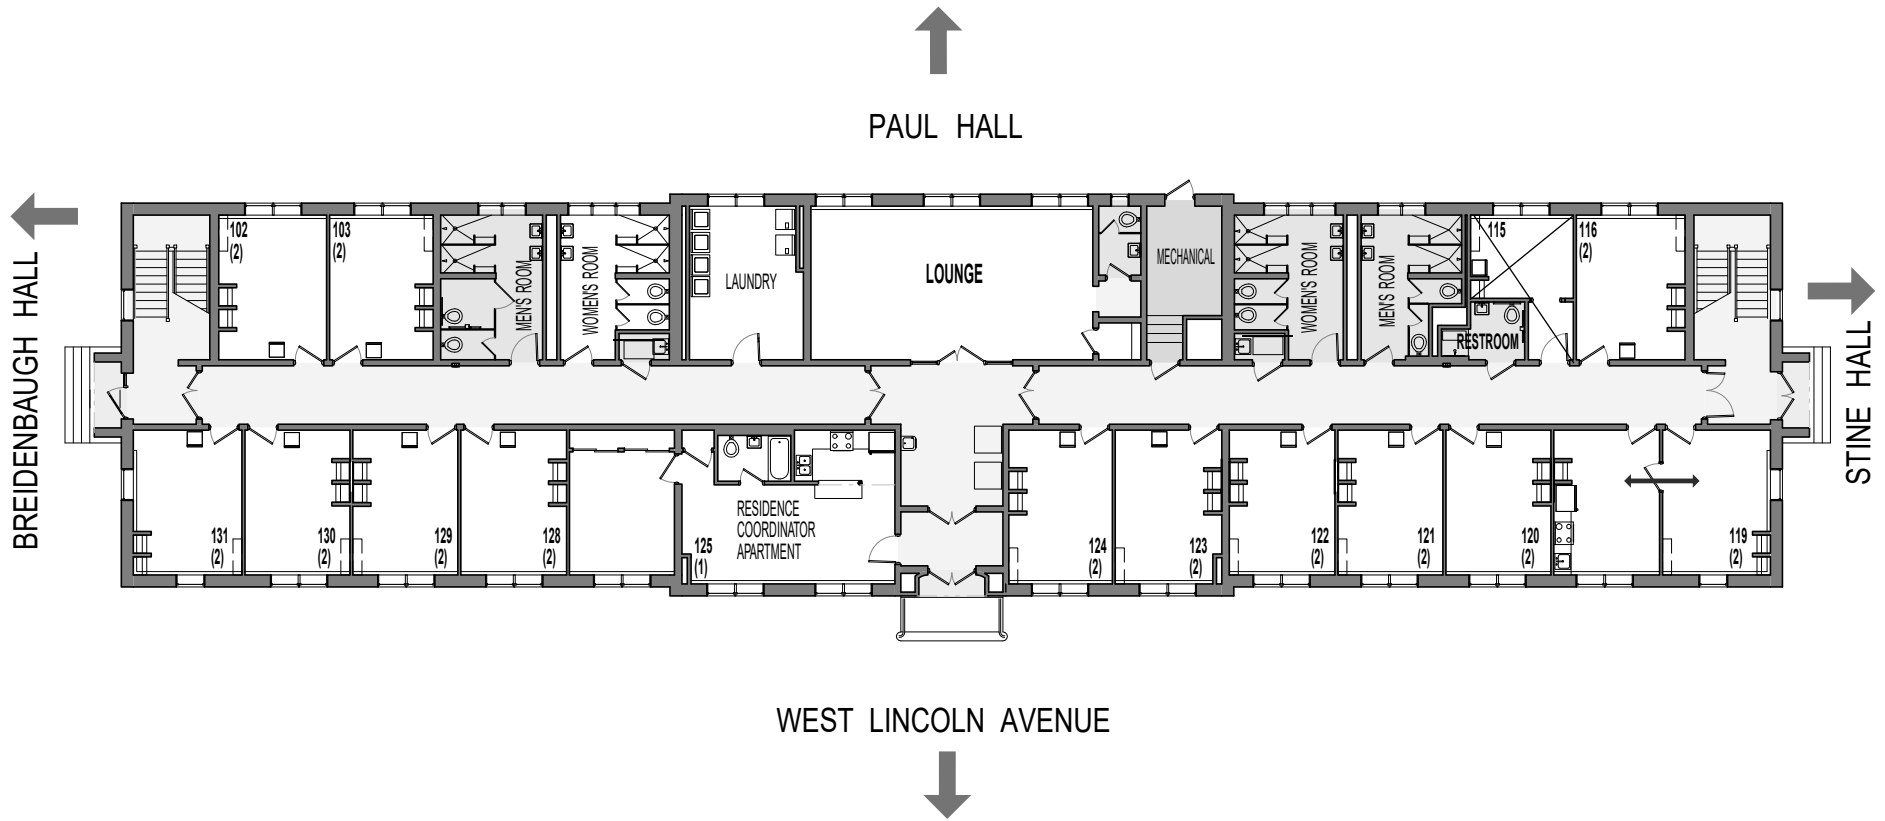 PAUL HALL
BREIDENBAUGH HALL
STINE HALL
102
(2)
103
(2)
MEN'S ROOM
WOMEN'S ROOM
LAUNDRY
LOUNGE
MECHANICAL
WOMEN'S ROOM
MEN'S ROOM
115
RESTROOM
116
(2)
131
(2)
130
(2)
129
(2)
128
(2)
125
(1)
RESIDENCE
COORDINATOR
APARTMENT
124
(2)
123
(2)
122
(2)
121
(2)
120
(2)
119
(2)
WEST LINCOLN AVENUE